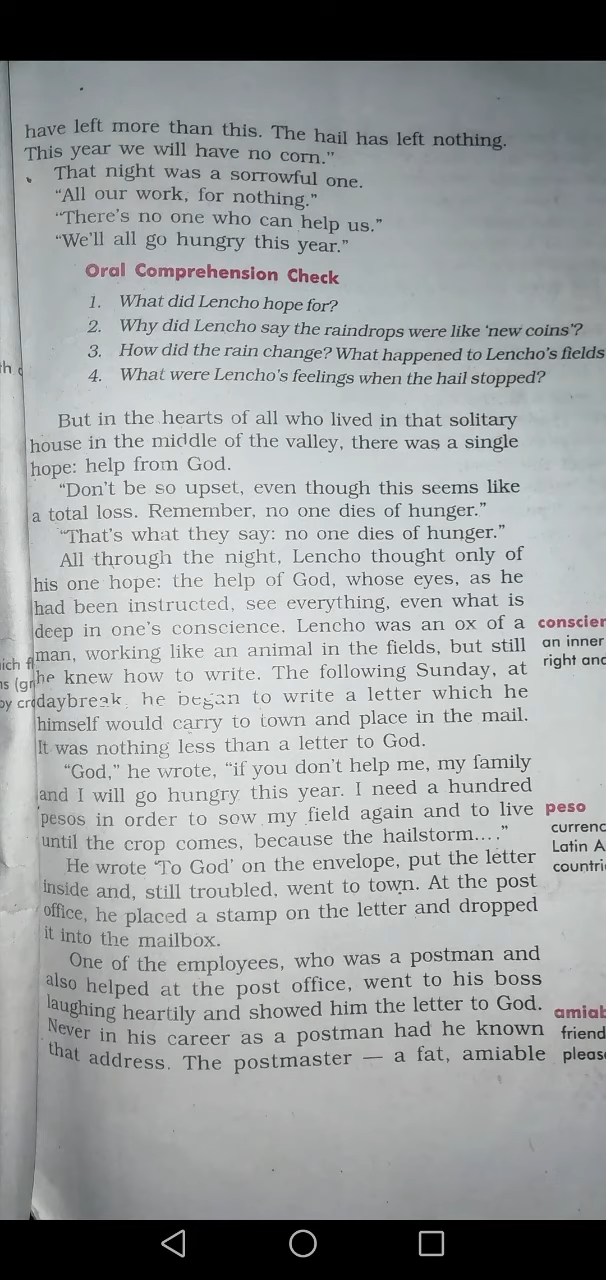 have left more than this. The hail has left nothing.
This year we will have no corn."
That night was a sorrowful one.
"All our work, for nothing."
"There's no one who can help us."
"We'll all go hungry this year."
Oral Comprehension Check
1. What did Lencho hope for?
2. Why did Lencho say the raindrops were like 'new coins'?
3. How did the rain change? What happened to Lencho's fields
4. What were Lencho's feelings when the hail stopped?
But in the hearts of all who lived in that solitary
house in the middle of the valley, there was a single
hope: help from God.
"Don't be so upset, even though this seems like
a total loss. Remember, no one dies of hunger."
"That's what they say: no one dies of hunger."
All through the night, Lencho thought only of
his one hope: the help of God, whose eyes, as he
had been instructed, see everything, even what is
deep in one's conscience. Lencho was an ox of a
man, working like an animal in the fields, but still
he knew how to write. The following Sunday, at
daybreak, he began to write a letter which he
himself would carry to town and place in the mail.
It was nothing less than a letter to God.
"God," he wrote, "if you don't help me, my family
and I will go hungry this year. I need a hundred
pesos in order to sow my field again and to live
until the crop comes, because the hailstorm...."
He wrote 'To God' on the envelope, put the letter
inside and, still troubled, went to town. At the post
office, he placed a stamp on the letter and dropped
it into the mailbox.
One of the employees, who was a postman and
also helped at the post office, went to his boss
laughing heartily and showed him the letter to God.
Never in his career as a postman had he known
that address. The postmaster — a fat, amiable
conscien
an inner
right and
peso
currenc
Latin A
countri
amiab
friend
pleas